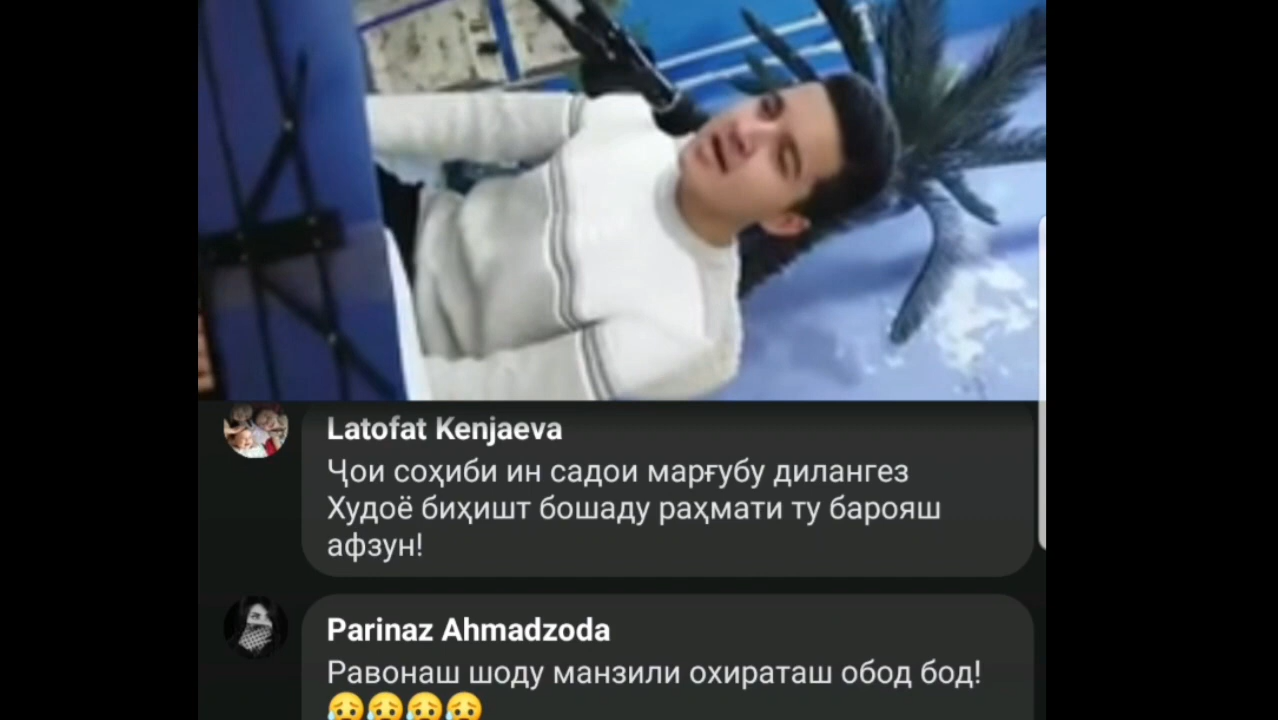 Latofat Kenjaeva
Ҷои соҳиби ин садои марғубу дилангез
Худоё биҳишт бошаду раҳмати ту барояш
афзун!
Parinaz Ahmadzoda
Равонаш шоду манзили охираташ обод бод!
😥😥😥😥